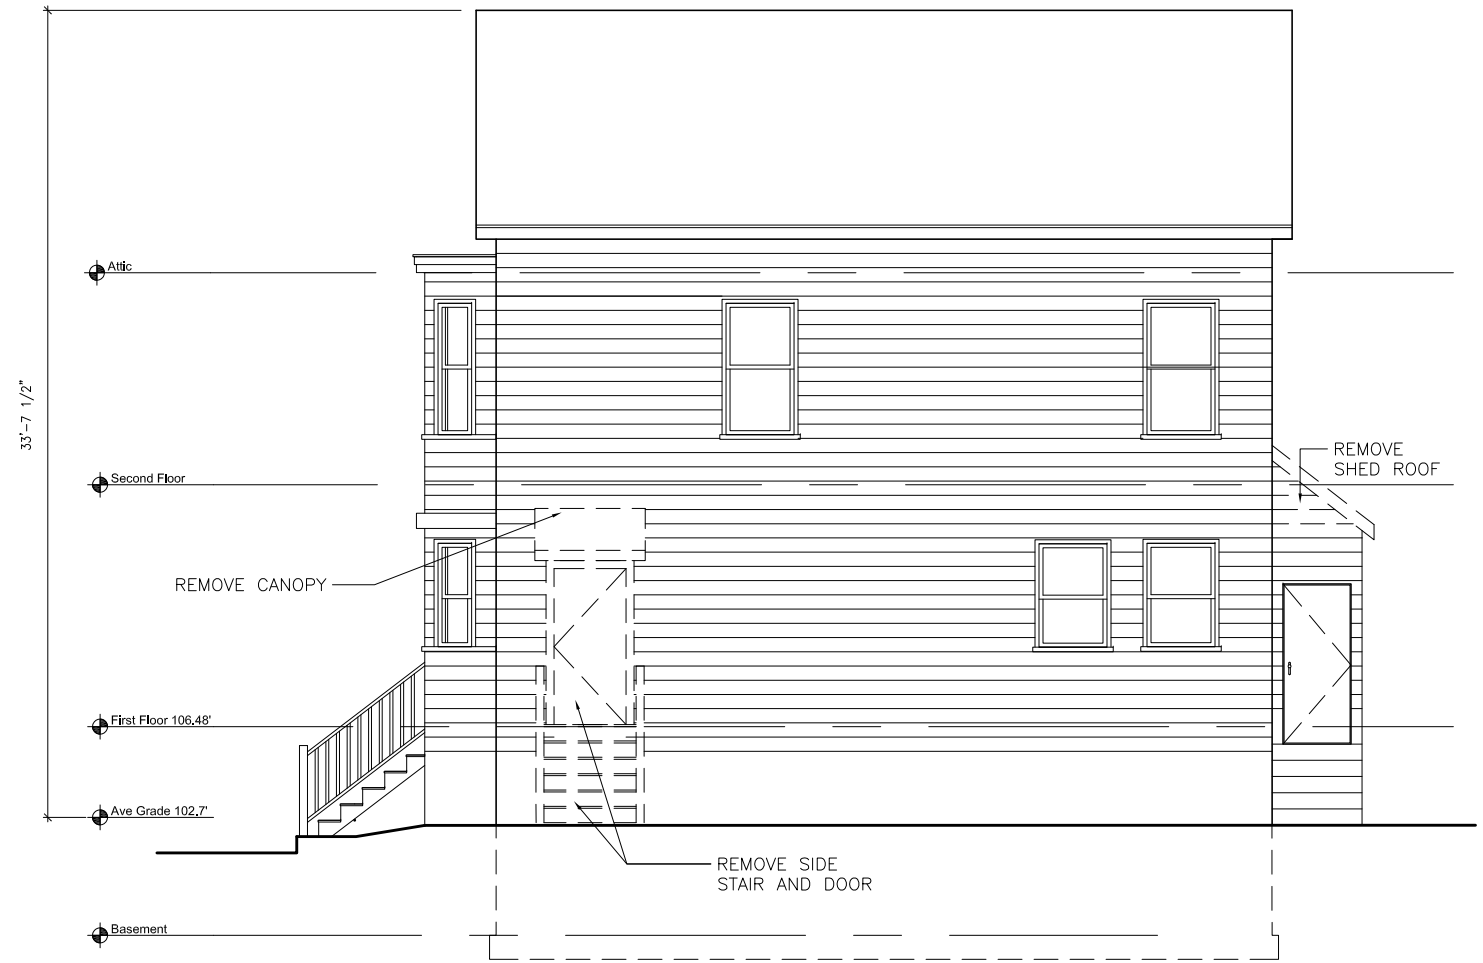 Attic
33'-7 1/2"
REMOVE
SHED ROOF
Second Floor
REMOVE CANOPY
First Floor 106.48'
Ave Grade 102.7'
REMOVE SIDE
STAIR AND DOOR
Basement